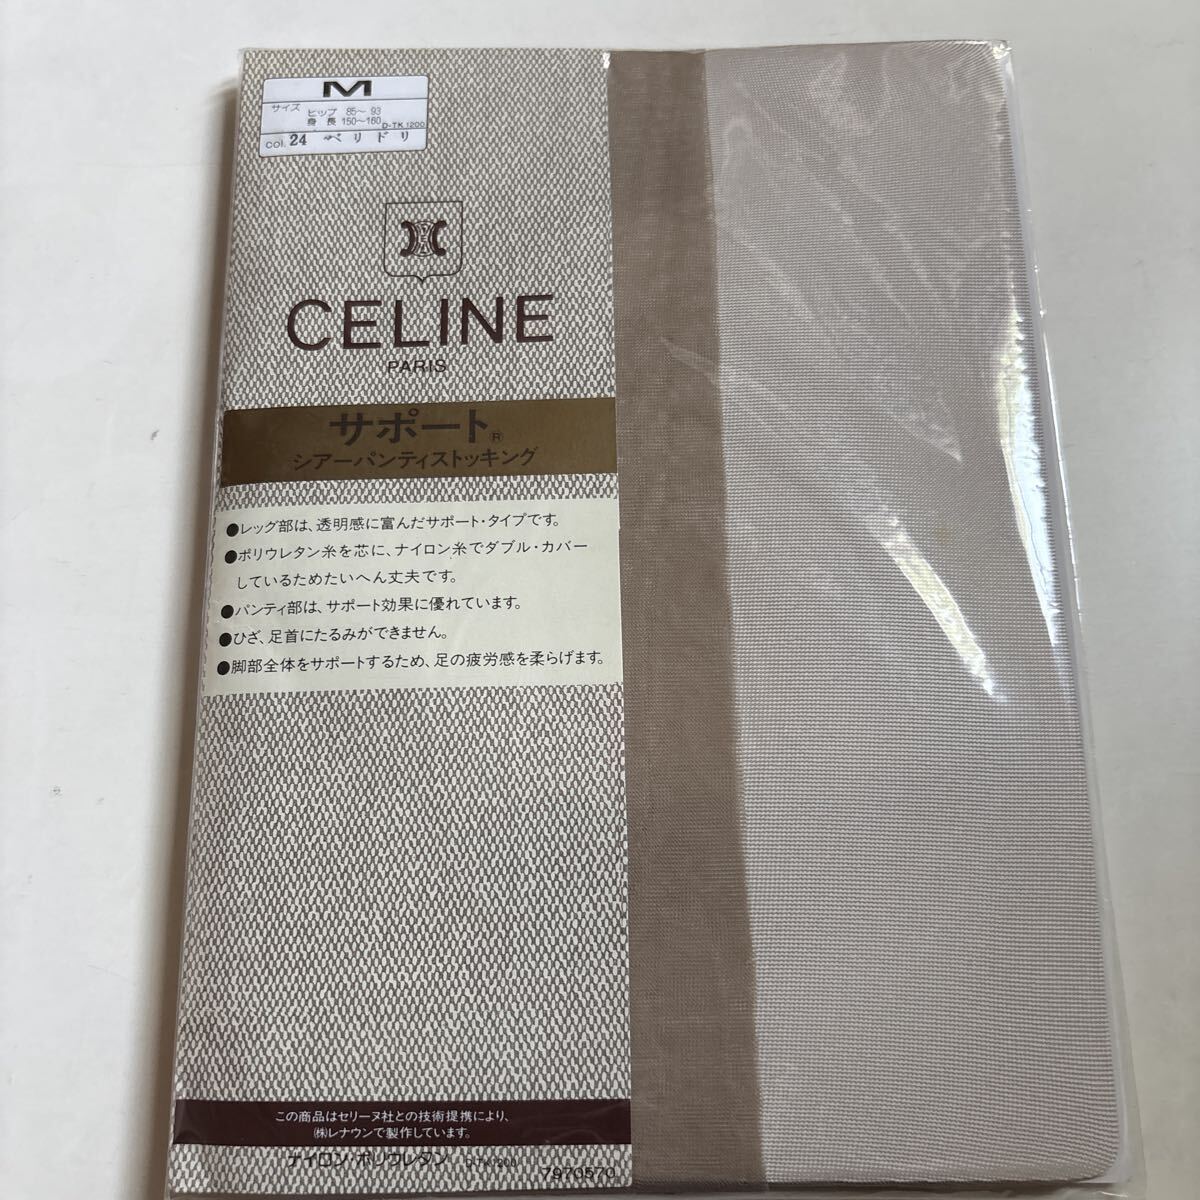 M
サイズ ヒップ 85〜93
身長 150〜160 D-TK1200
col. 24 ペリドリ
CELINE
PARIS
サポート®
シアーパンティストッキング
●レッグ部は、透明感に富んだサポート・タイプです。
●ポリウレタン糸を芯に、ナイロン糸でダブル・カバー
しているためたいへん丈夫です。
●パンティ部は、サポート効果に優れています。
●ひざ、足首にたるみができません。
●脚部全体をサポートするため、足の疲労感を柔らげます。
この商品はセリーヌ社との技術提携により、
㈱レナウンで製作しています。
ナイロン・ポリウレタン D-TK1200 7970570